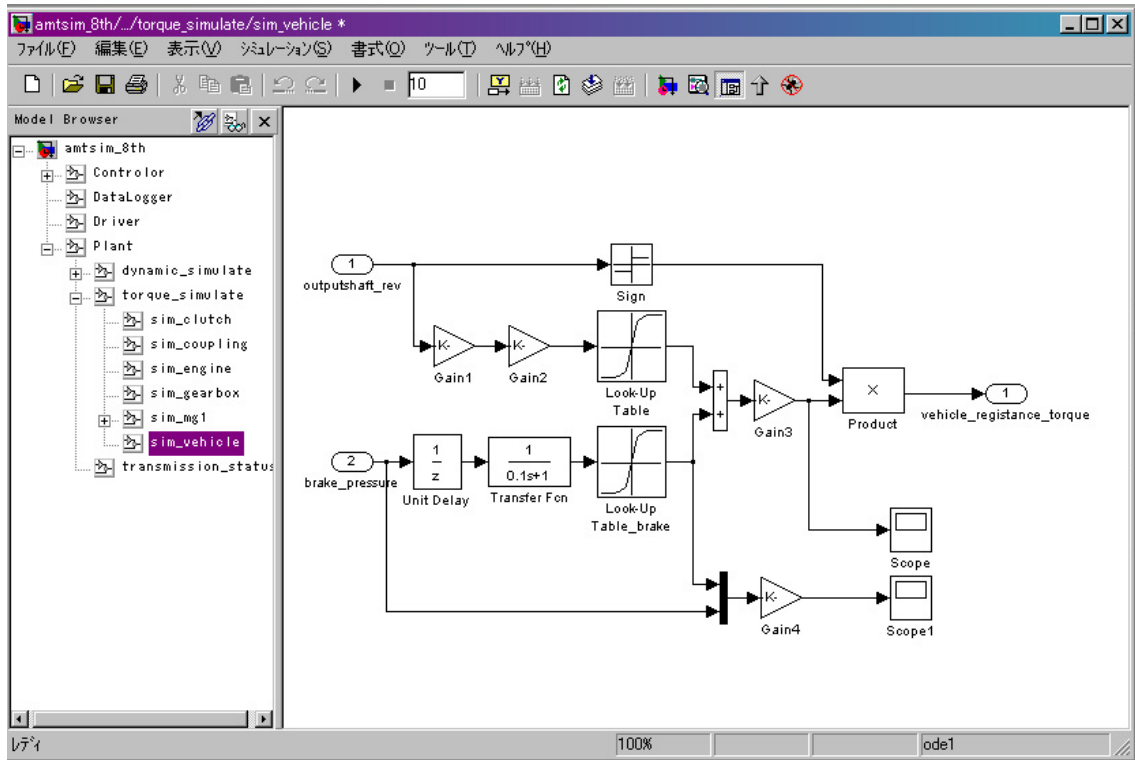 amtsim_8th/.../torque_simulate/sim_vehicle *
ファイル(F) 編集(E) 表示(V) シミュレーション(S) 書式(O) ツール(T) ヘルプ(H)
10
Model Browser
amtsim_8th
Controlor
DataLogger
Driver
Plant
dynamic_simulate
torque_simulate
sim_clutch
sim_coupling
sim_engine
sim_gearbox
sim_mg1
sim_vehicle
transmission_status
1
outputshaft_rev
Sign
K-
Gain1
K-
Gain2
Look-Up
Table
+
+
K-
Gain3
×
Product
1
vehicle_registance_torque
2
brake_pressure
1
z
Unit Delay
1
0.1s+1
Transfer Fcn
Look-Up
Table_brake
Scope
K-
Gain4
Scope1
レディ
100%
ode1